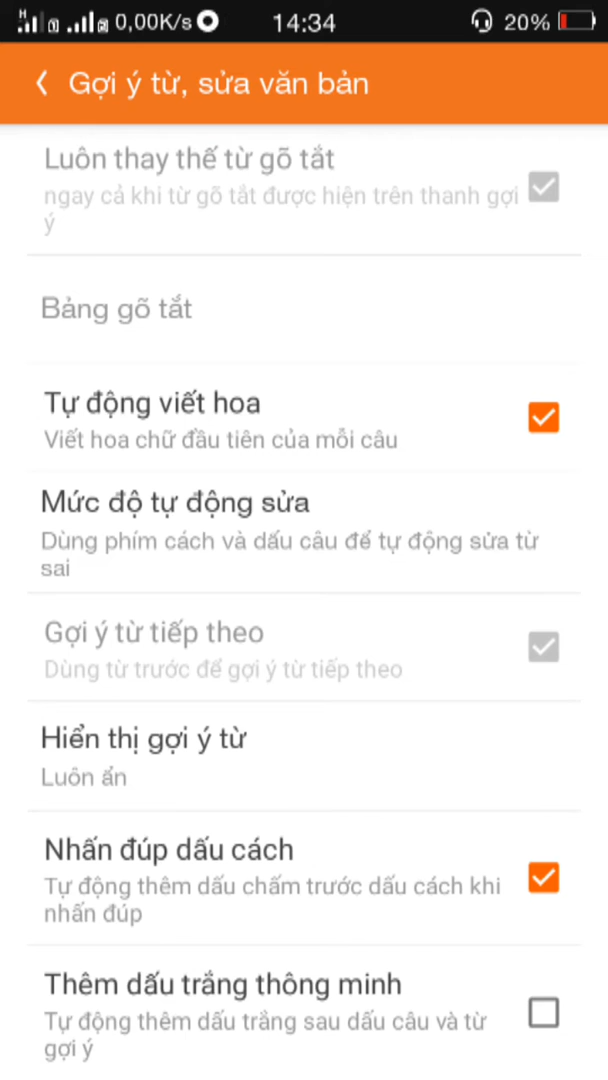 H 0,00K/s 14:34 20%
Gợi ý từ, sửa văn bản
Luôn thay thế từ gõ tắt
ngay cả khi từ gõ tắt được hiện trên thanh gợi
ý
Bảng gõ tắt
Tự động viết hoa
Viết hoa chữ đầu tiên của mỗi câu
Mức độ tự động sửa
Dùng phím cách và dấu câu để tự động sửa từ
sai
Gợi ý từ tiếp theo
Dùng từ trước để gợi ý từ tiếp theo
Hiển thị gợi ý từ
Luôn ẩn
Nhấn đúp dấu cách
Tự động thêm dấu chấm trước dấu cách khi
nhấn đúp
Thêm dấu trắng thông minh
Tự động thêm dấu trắng sau dấu câu và từ
gợi ý